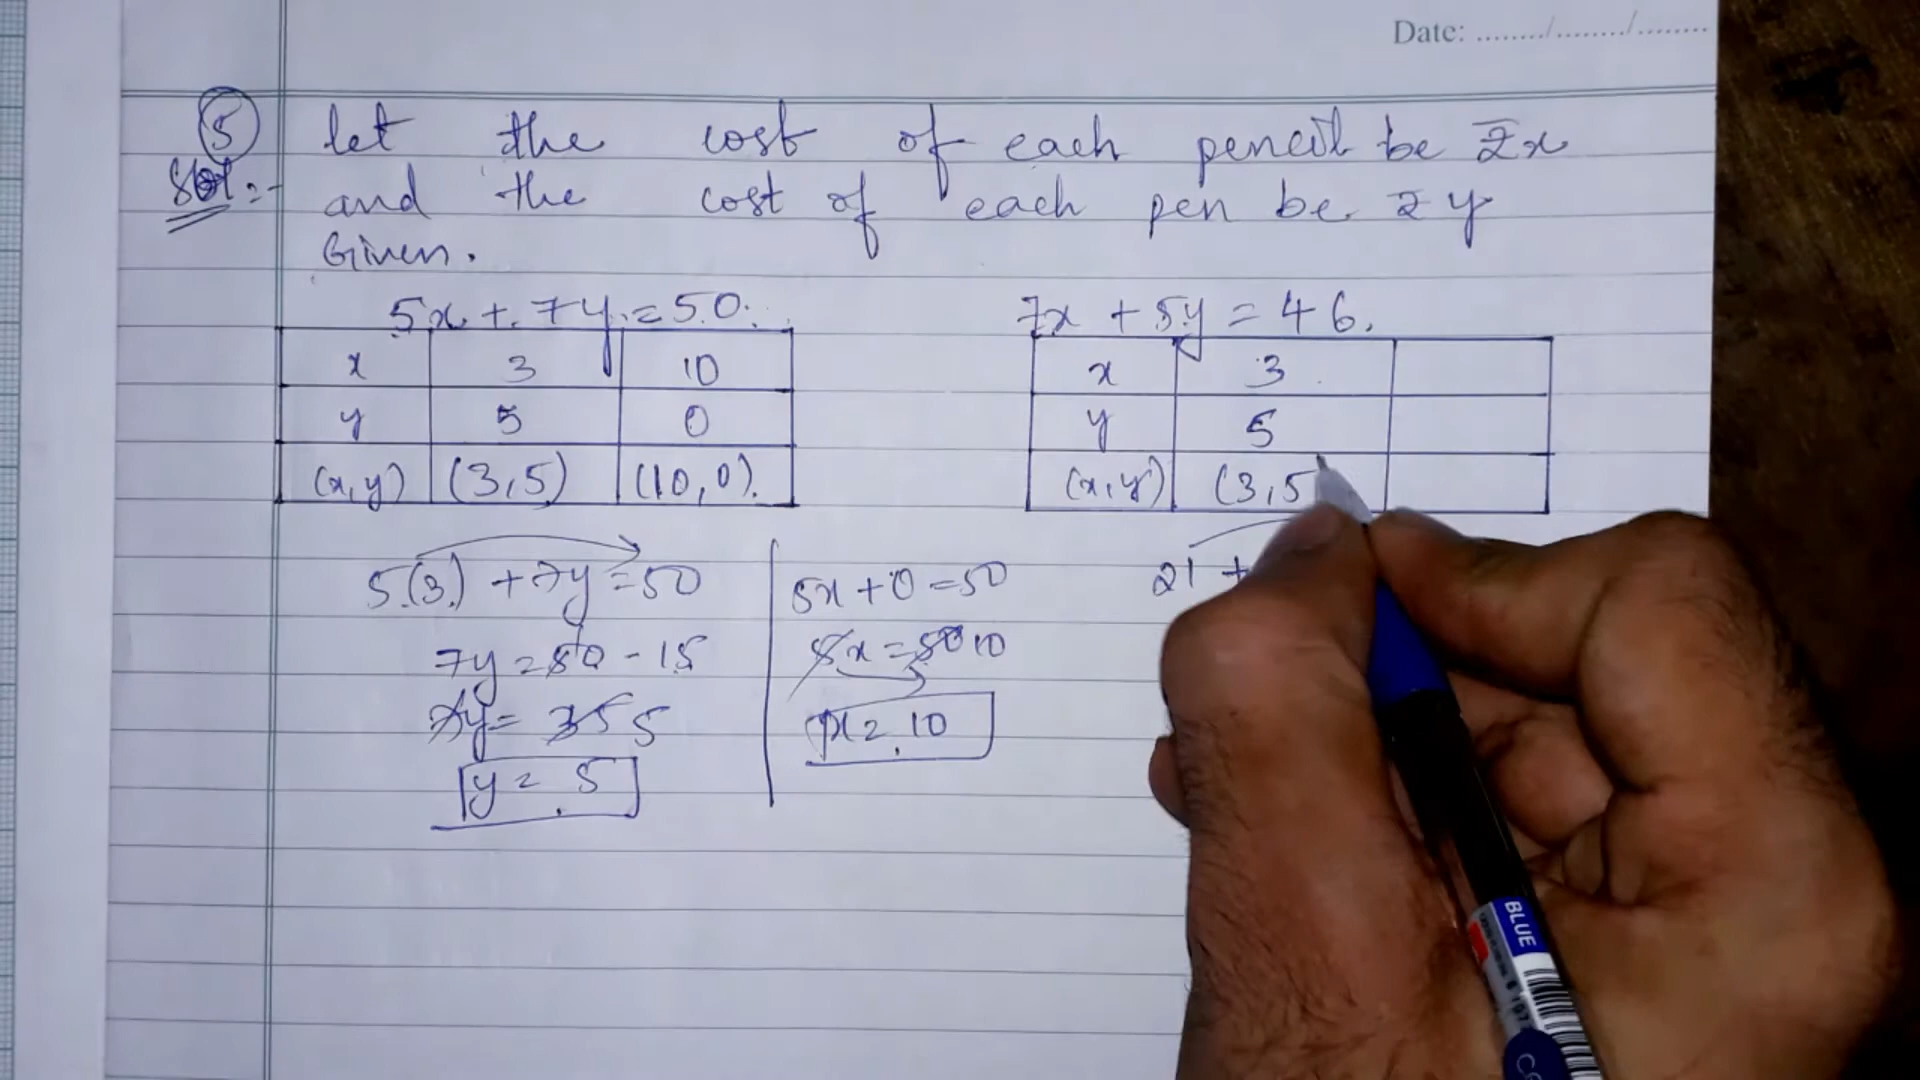 Date: ......../......../........
5 let the cost of each pencil be ₹x
Sol:- and the cost of each pen be ₹y
Given.
5x + 7y = 50.
x 3 10
y 5 0
(x,y) (3,5) (10,0).
5(3) + 7y = 50
7y = 50 - 15
7y = 35 5
y = 5
5x + 0 = 50
5x = 50 10
x = 10
7x + 5y = 46.
x 3
y 5
(x,y) (3,5
21 +
BLUE